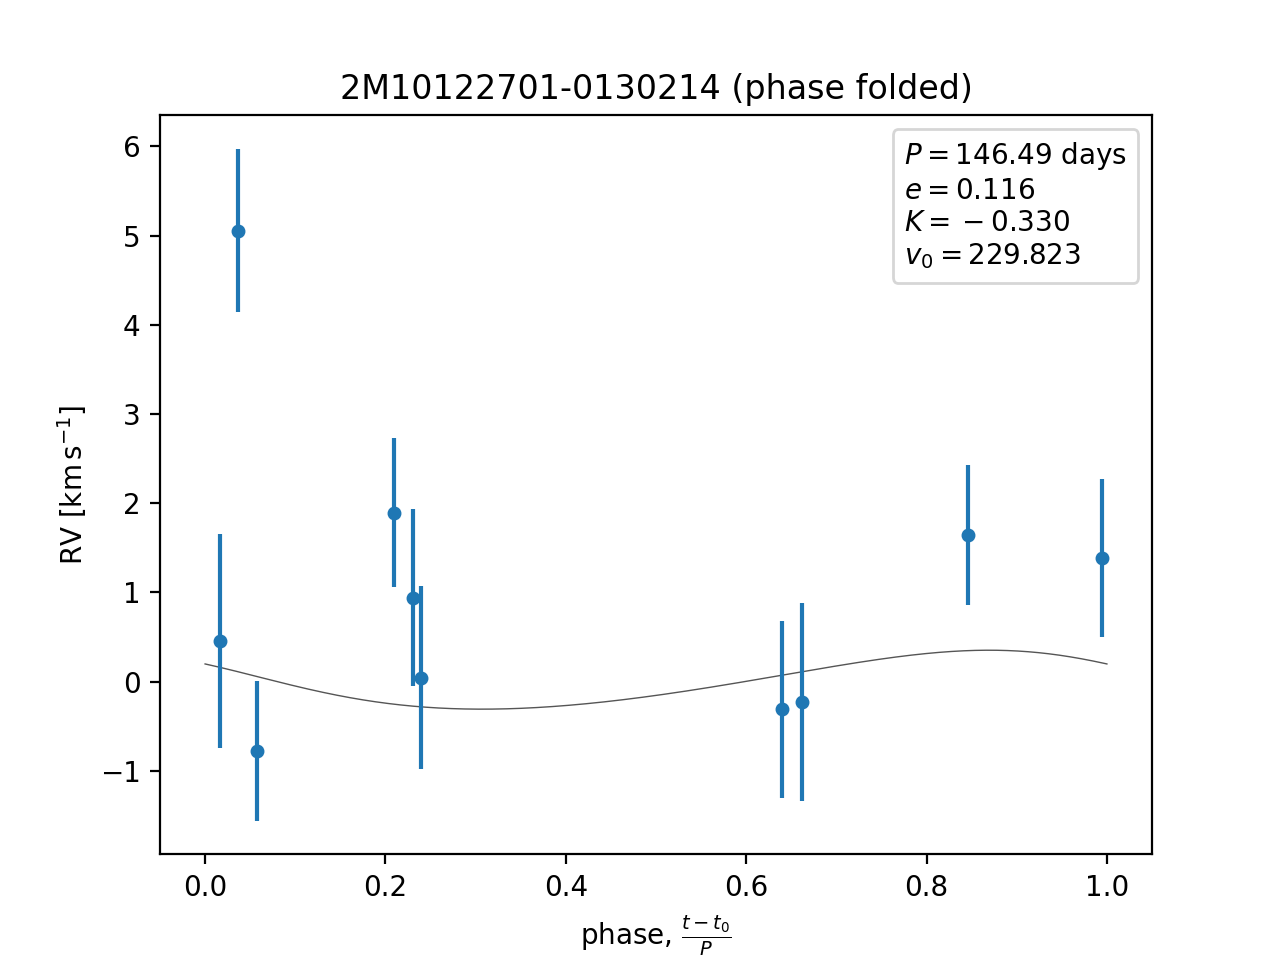 2M10122701-0130214 (phase folded)
P = 146.49 days
e = 0.116
K = −0.330
v₀ = 229.823
RV [km s⁻¹]
6
5
4
3
2
1
0
−1
0.0 0.2 0.4 0.6 0.8 1.0
phase, (t − t₀)/P